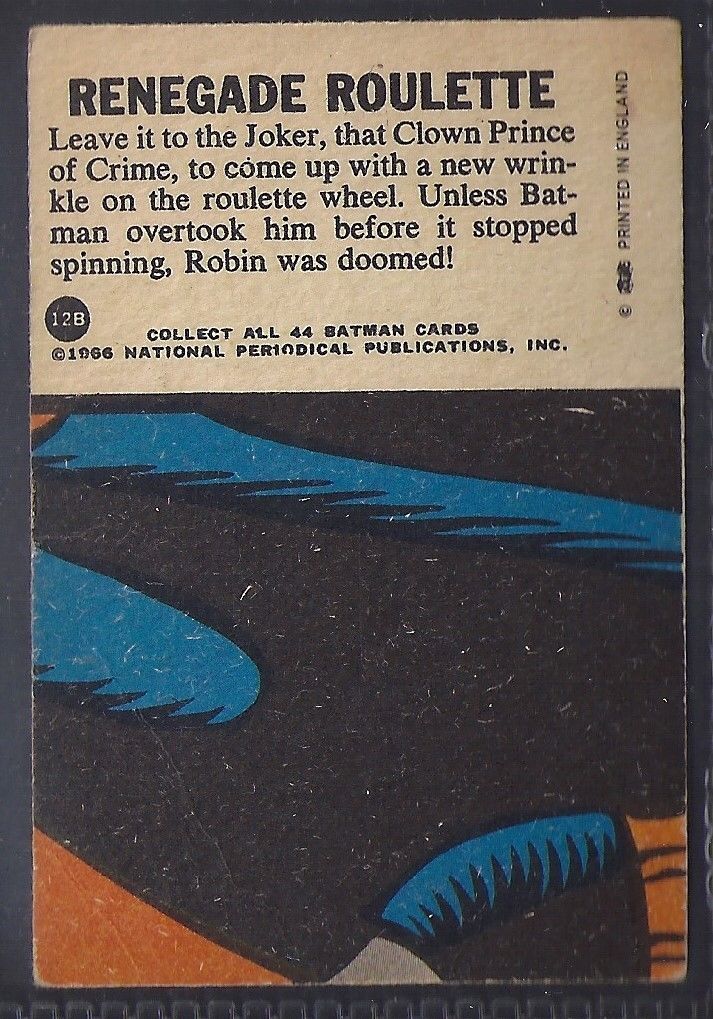 RENEGADE ROULETTE
Leave it to the Joker, that Clown Prince
of Crime, to come up with a new wrin-
kle on the roulette wheel. Unless Bat-
man overtook him before it stopped
spinning, Robin was doomed!
12B
COLLECT ALL 44 BATMAN CARDS
©1966 NATIONAL PERIODICAL PUBLICATIONS, INC.
© PRINTED IN ENGLAND